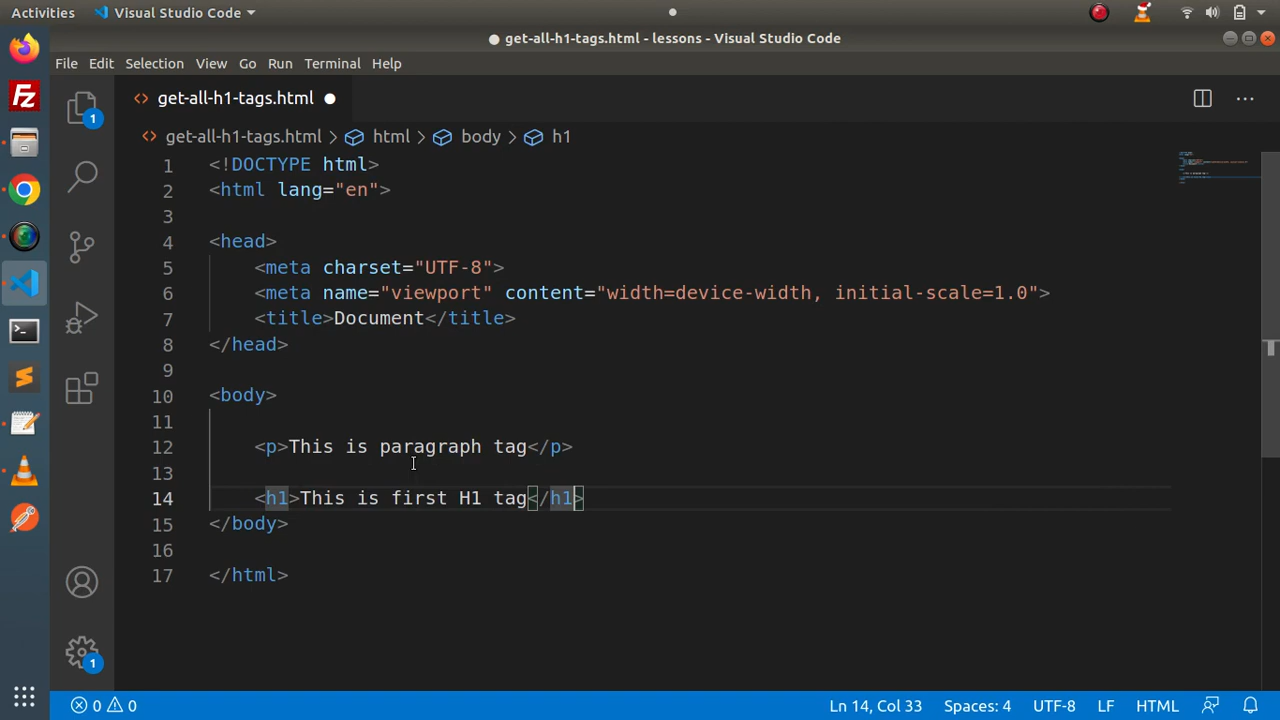 Activities Visual Studio Code
get-all-h1-tags.html - lessons - Visual Studio Code
File Edit Selection View Go Run Terminal Help
get-all-h1-tags.html
get-all-h1-tags.html > html > body > h1
1 <!DOCTYPE html>
2 <html lang="en">
3
4 <head>
5 <meta charset="UTF-8">
6 <meta name="viewport" content="width=device-width, initial-scale=1.0">
7 <title>Document</title>
8 </head>
9
10 <body>
11
12 <p>This is paragraph tag</p>
13
14 <h1>This is first H1 tag</h1>
15 </body>
16
17 </html>
Fz
1
1
0 0 Ln 14, Col 33 Spaces: 4 UTF-8 LF HTML